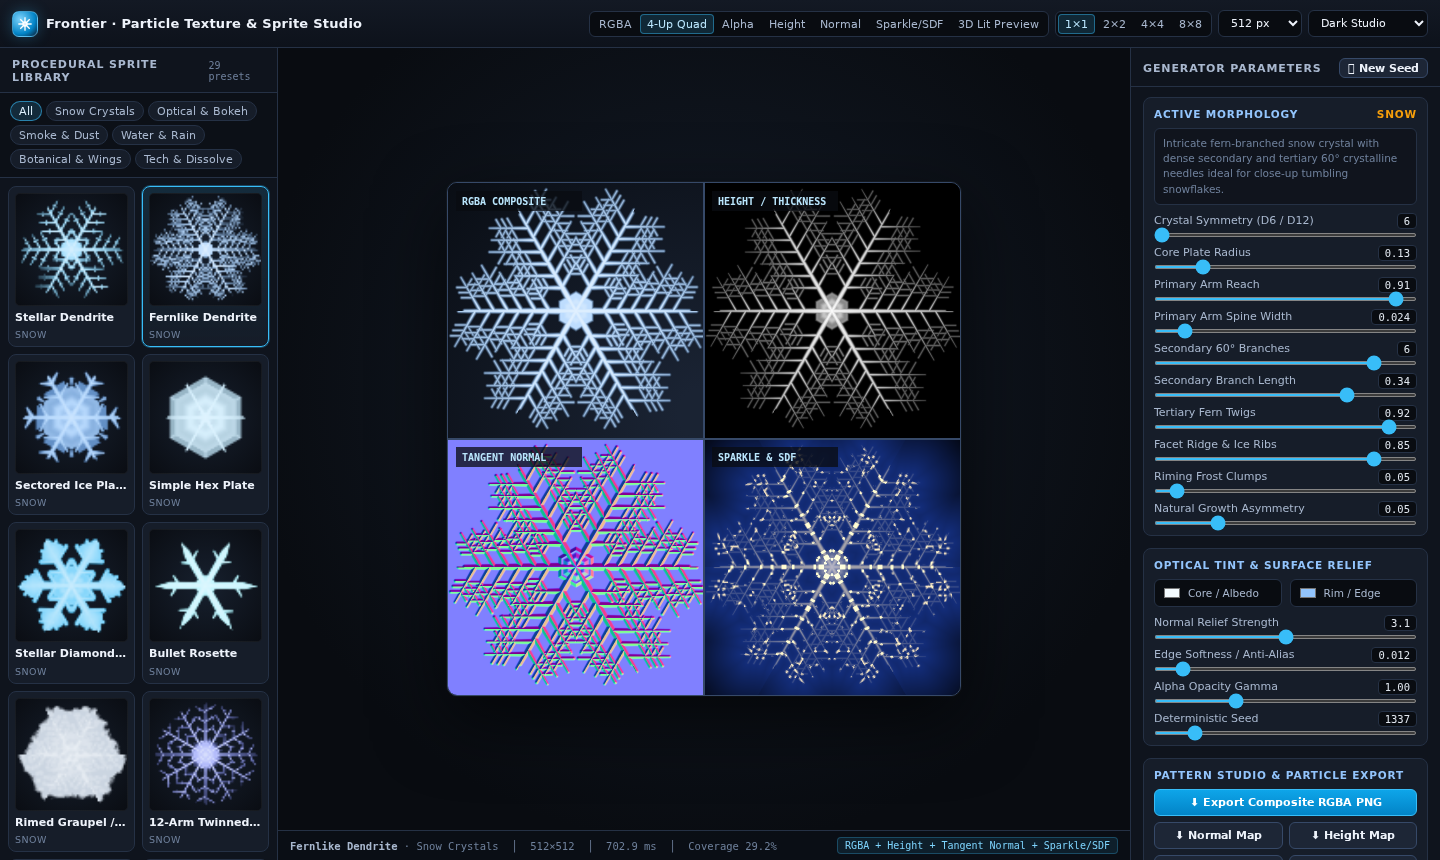 Frontier · Particle Texture & Sprite Studio
RGBA 4-Up Quad Alpha Height Normal Sparkle/SDF 3D Lit Preview
1×1 2×2 4×4 8×8
512 px
Dark Studio
PROCEDURAL SPRITE
LIBRARY
29
presets
All Snow Crystals Optical & Bokeh
Smoke & Dust Water & Rain
Botanical & Wings Tech & Dissolve
Stellar Dendrite
SNOW
Fernlike Dendrite
SNOW
Sectored Ice Pla…
SNOW
Simple Hex Plate
SNOW
Stellar Diamond…
SNOW
Bullet Rosette
SNOW
Rimed Graupel /…
SNOW
12-Arm Twinned…
SNOW
RGBA COMPOSITE
HEIGHT / THICKNESS
TANGENT NORMAL
SPARKLE & SDF
Fernlike Dendrite · Snow Crystals | 512×512 | 702.9 ms | Coverage 29.2%
RGBA + Height + Tangent Normal + Sparkle/SDF
GENERATOR PARAMETERS
New Seed
ACTIVE MORPHOLOGY
SNOW
Intricate fern-branched snow crystal with
dense secondary and tertiary 60° crystalline
needles ideal for close-up tumbling
snowflakes.
Crystal Symmetry (D6 / D12) 6
Core Plate Radius 0.13
Primary Arm Reach 0.91
Primary Arm Spine Width 0.024
Secondary 60° Branches 6
Secondary Branch Length 0.34
Tertiary Fern Twigs 0.92
Facet Ridge & Ice Ribs 0.85
Riming Frost Clumps 0.05
Natural Growth Asymmetry 0.05
OPTICAL TINT & SURFACE RELIEF
Core / Albedo
Rim / Edge
Normal Relief Strength 3.1
Edge Softness / Anti-Alias 0.012
Alpha Opacity Gamma 1.00
Deterministic Seed 1337
PATTERN STUDIO & PARTICLE EXPORT
⬇ Export Composite RGBA PNG
⬇ Normal Map
⬇ Height Map